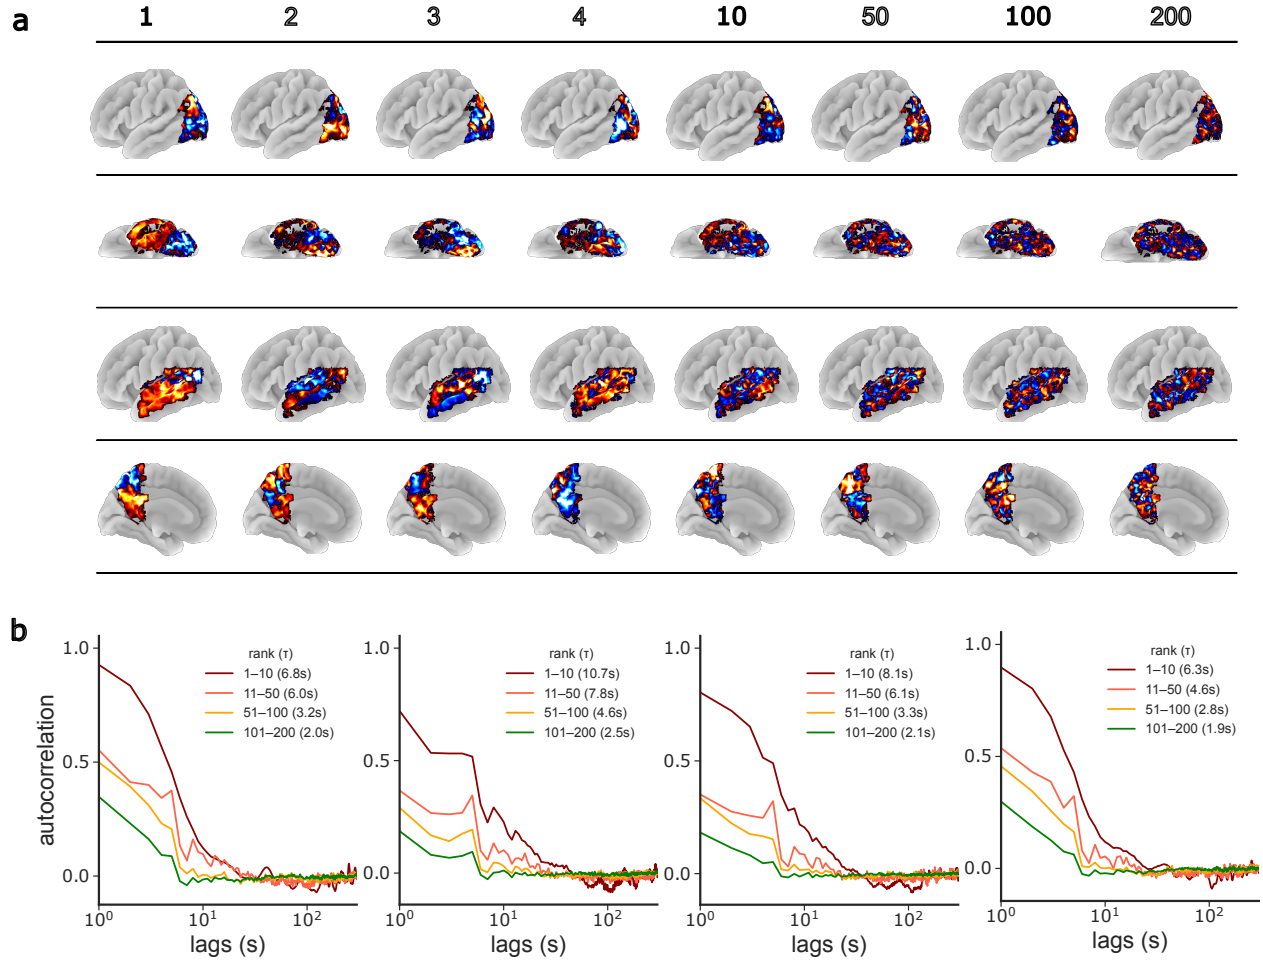 a
1 2 3 4 10 50 100 200
b
autocorrelation
1.0
0.5
0.0
rank (τ)
1–10 (6.8s)
11–50 (6.0s)
51–100 (3.2s)
101–200 (2.0s)
10⁰ 10¹ 10²
lags (s)
1.0
0.5
0.0
rank (τ)
1–10 (10.7s)
11–50 (7.8s)
51–100 (4.6s)
101–200 (2.5s)
10⁰ 10¹ 10²
lags (s)
1.0
0.5
0.0
rank (τ)
1–10 (8.1s)
11–50 (6.1s)
51–100 (3.3s)
101–200 (2.1s)
10⁰ 10¹ 10²
lags (s)
1.0
0.5
0.0
rank (τ)
1–10 (6.3s)
11–50 (4.6s)
51–100 (2.8s)
101–200 (1.9s)
10⁰ 10¹ 10²
lags (s)